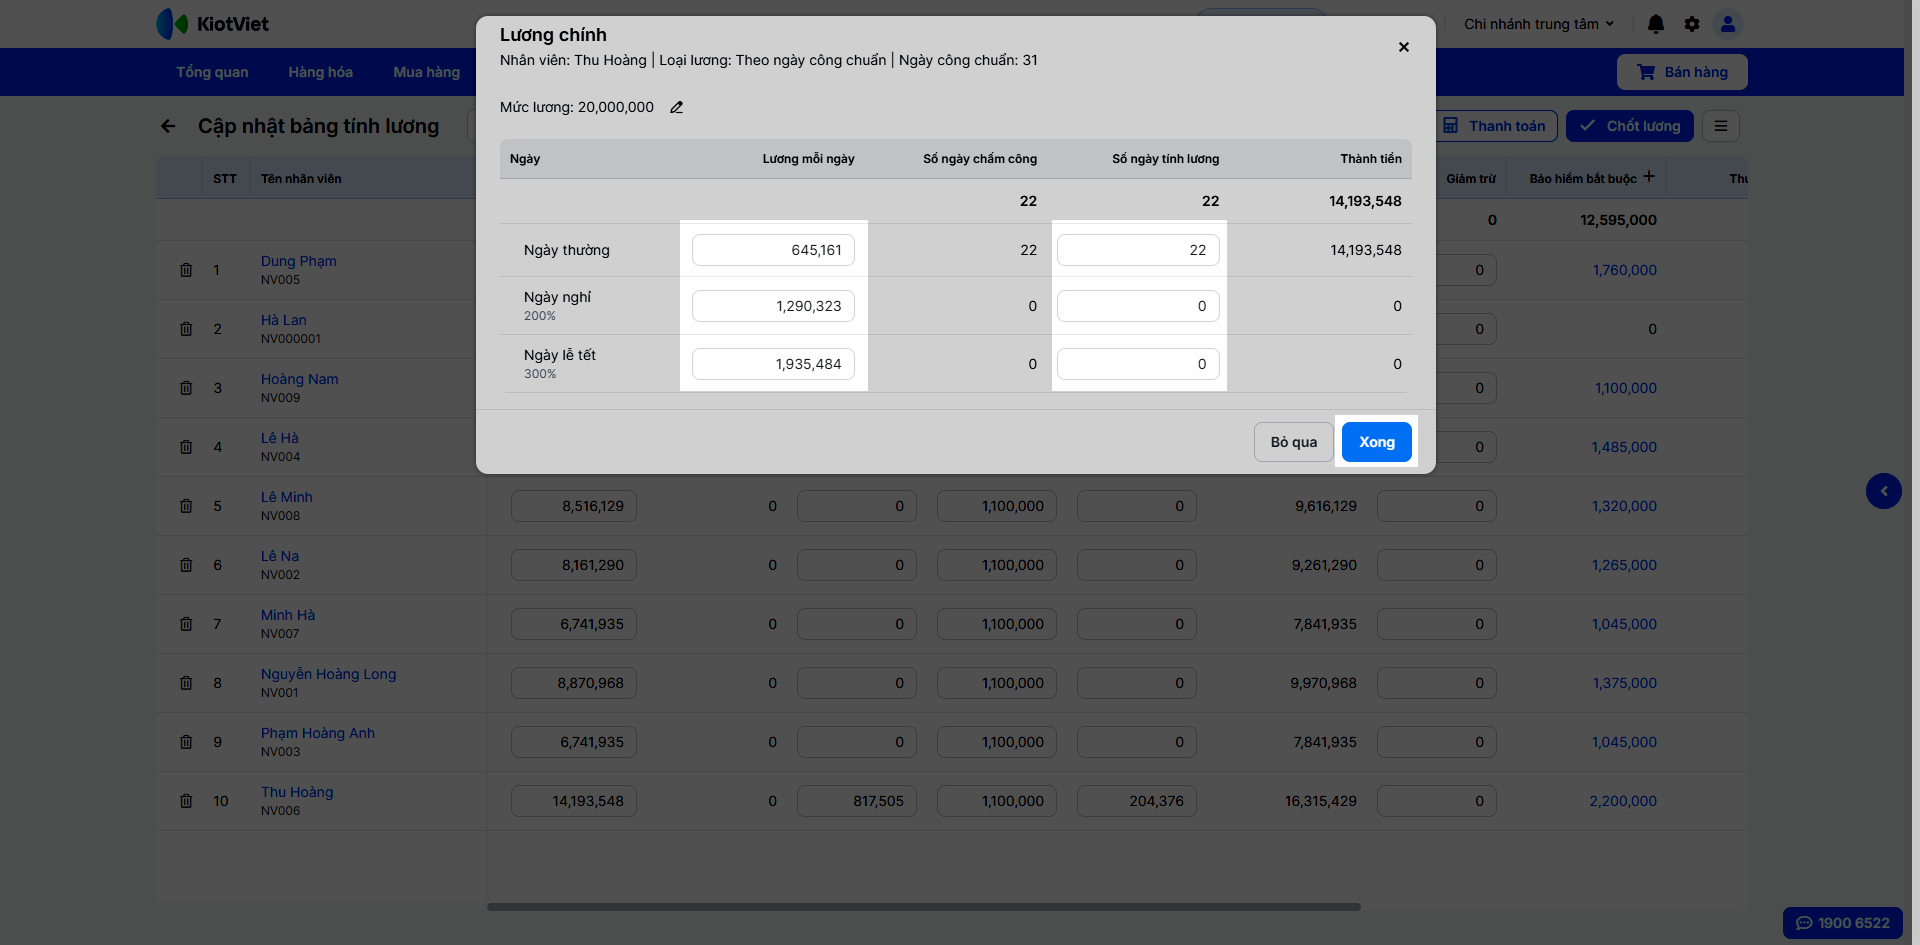 KiotViet
Chi nhánh trung tâm
Tổng quan
Hàng hóa
Mua hàng
Bán hàng
Cập nhật bảng tính lương
Thanh toán
Chốt lương
Lương chính
Nhân viên: Thu Hoàng | Loại lương: Theo ngày công chuẩn | Ngày công chuẩn: 31
Mức lương: 20,000,000
Ngày Lương mỗi ngày Số ngày chấm công Số ngày tính lương Thành tiền
22 22 14,193,548
Ngày thường 645,161 22 22 14,193,548
Ngày nghỉ 1,290,323 0 0 0
200%
Ngày lễ tết 1,935,484 0 0 0
300%
Bỏ qua
Xong
STT Tên nhân viên Giảm trừ Bảo hiểm bắt buộc
0 12,595,000
1 Dung Phạm 0 1,760,000
NV005
2 Hà Lan 0 0
NV000001
3 Hoàng Nam 0 1,100,000
NV009
4 Lê Hà 0 1,485,000
NV004
5 Lê Minh 8,516,129 0 0 1,100,000 0 9,616,129 0 1,320,000
NV008
6 Lê Na 8,161,290 0 0 1,100,000 0 9,261,290 0 1,265,000
NV002
7 Minh Hà 6,741,935 0 0 1,100,000 0 7,841,935 0 1,045,000
NV007
8 Nguyễn Hoàng Long 8,870,968 0 0 1,100,000 0 9,970,968 0 1,375,000
NV001
9 Phạm Hoàng Anh 6,741,935 0 0 1,100,000 0 7,841,935 0 1,045,000
NV003
10 Thu Hoàng 14,193,548 0 817,505 1,100,000 204,376 16,315,429 0 2,200,000
NV006
1900 6522